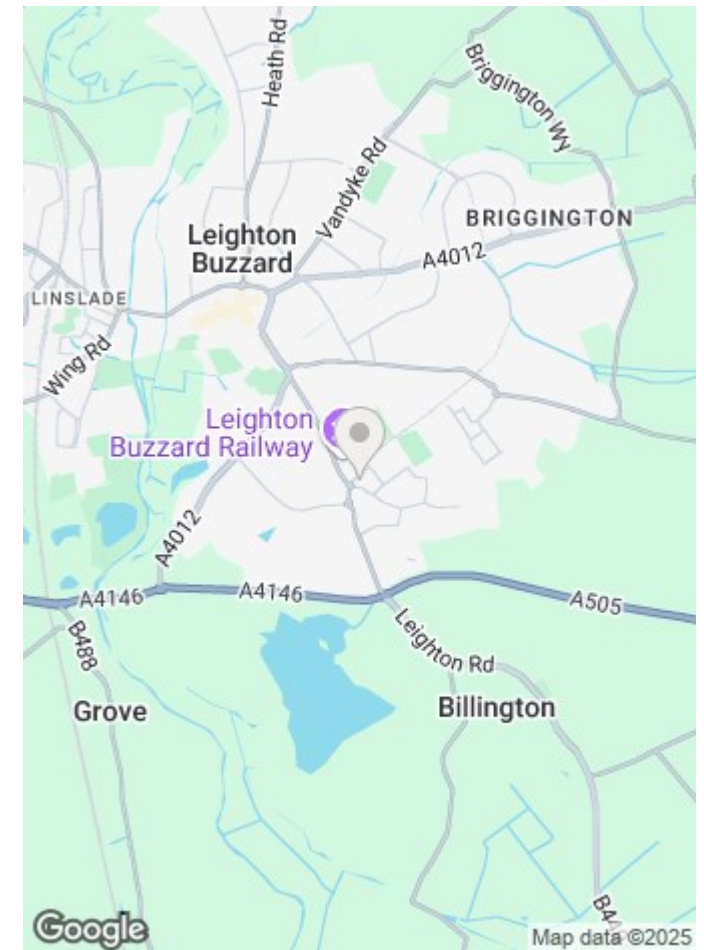 Heath Rd
Briggington Wy
Vandyke Rd
BRIGGINGTON
Leighton
Buzzard
A4012
LINSLADE
Wing Rd
Leighton
Buzzard Railway
A4012
A4146
A4146
A505
B488
Leighton Rd
Grove
Billington
Google
Map data ©2025